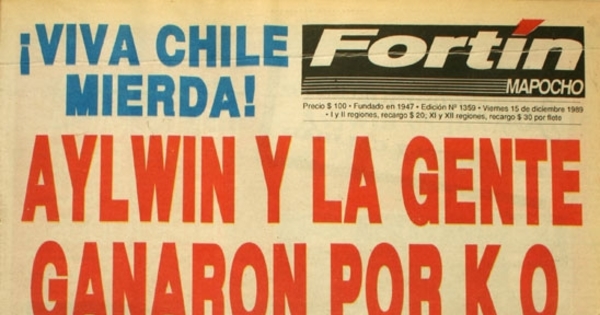 ¡VIVA CHILE
MIERDA!
Fortín
MAPOCHO
Precio $ 100 • Fundado en 1947 • Edición Nº 1359 • Viernes 15 de diciembre 1989
• I y II regiones, recargo $ 20; XI y XII regiones, recargo $ 30 por flete
AYLWIN Y LA GENTE
GANARON POR K.O.